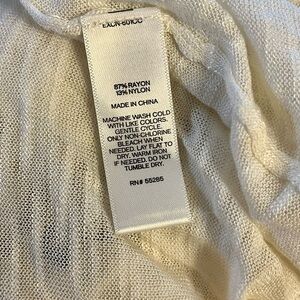 87% RAYON
13% NYLON
MADE IN CHINA
MACHINE WASH COLD
WITH LIKE COLORS.
GENTLE CYCLE.
ONLY NON-CHLORINE
BLEACH WHEN
NEEDED. LAY FLAT TO
DRY. WARM IRON
IF NEEDED. DO NOT
TUMBLE DRY.
RN# 55285